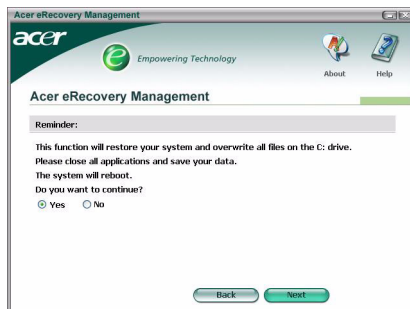 Acer eRecovery Management
acer
e Empowering Technology
About Help
Acer eRecovery Management
Reminder:
This function will restore your system and overwrite all files on the C: drive.
Please close all applications and save your data.
The system will reboot.
Do you want to continue?
Yes No
Back Next